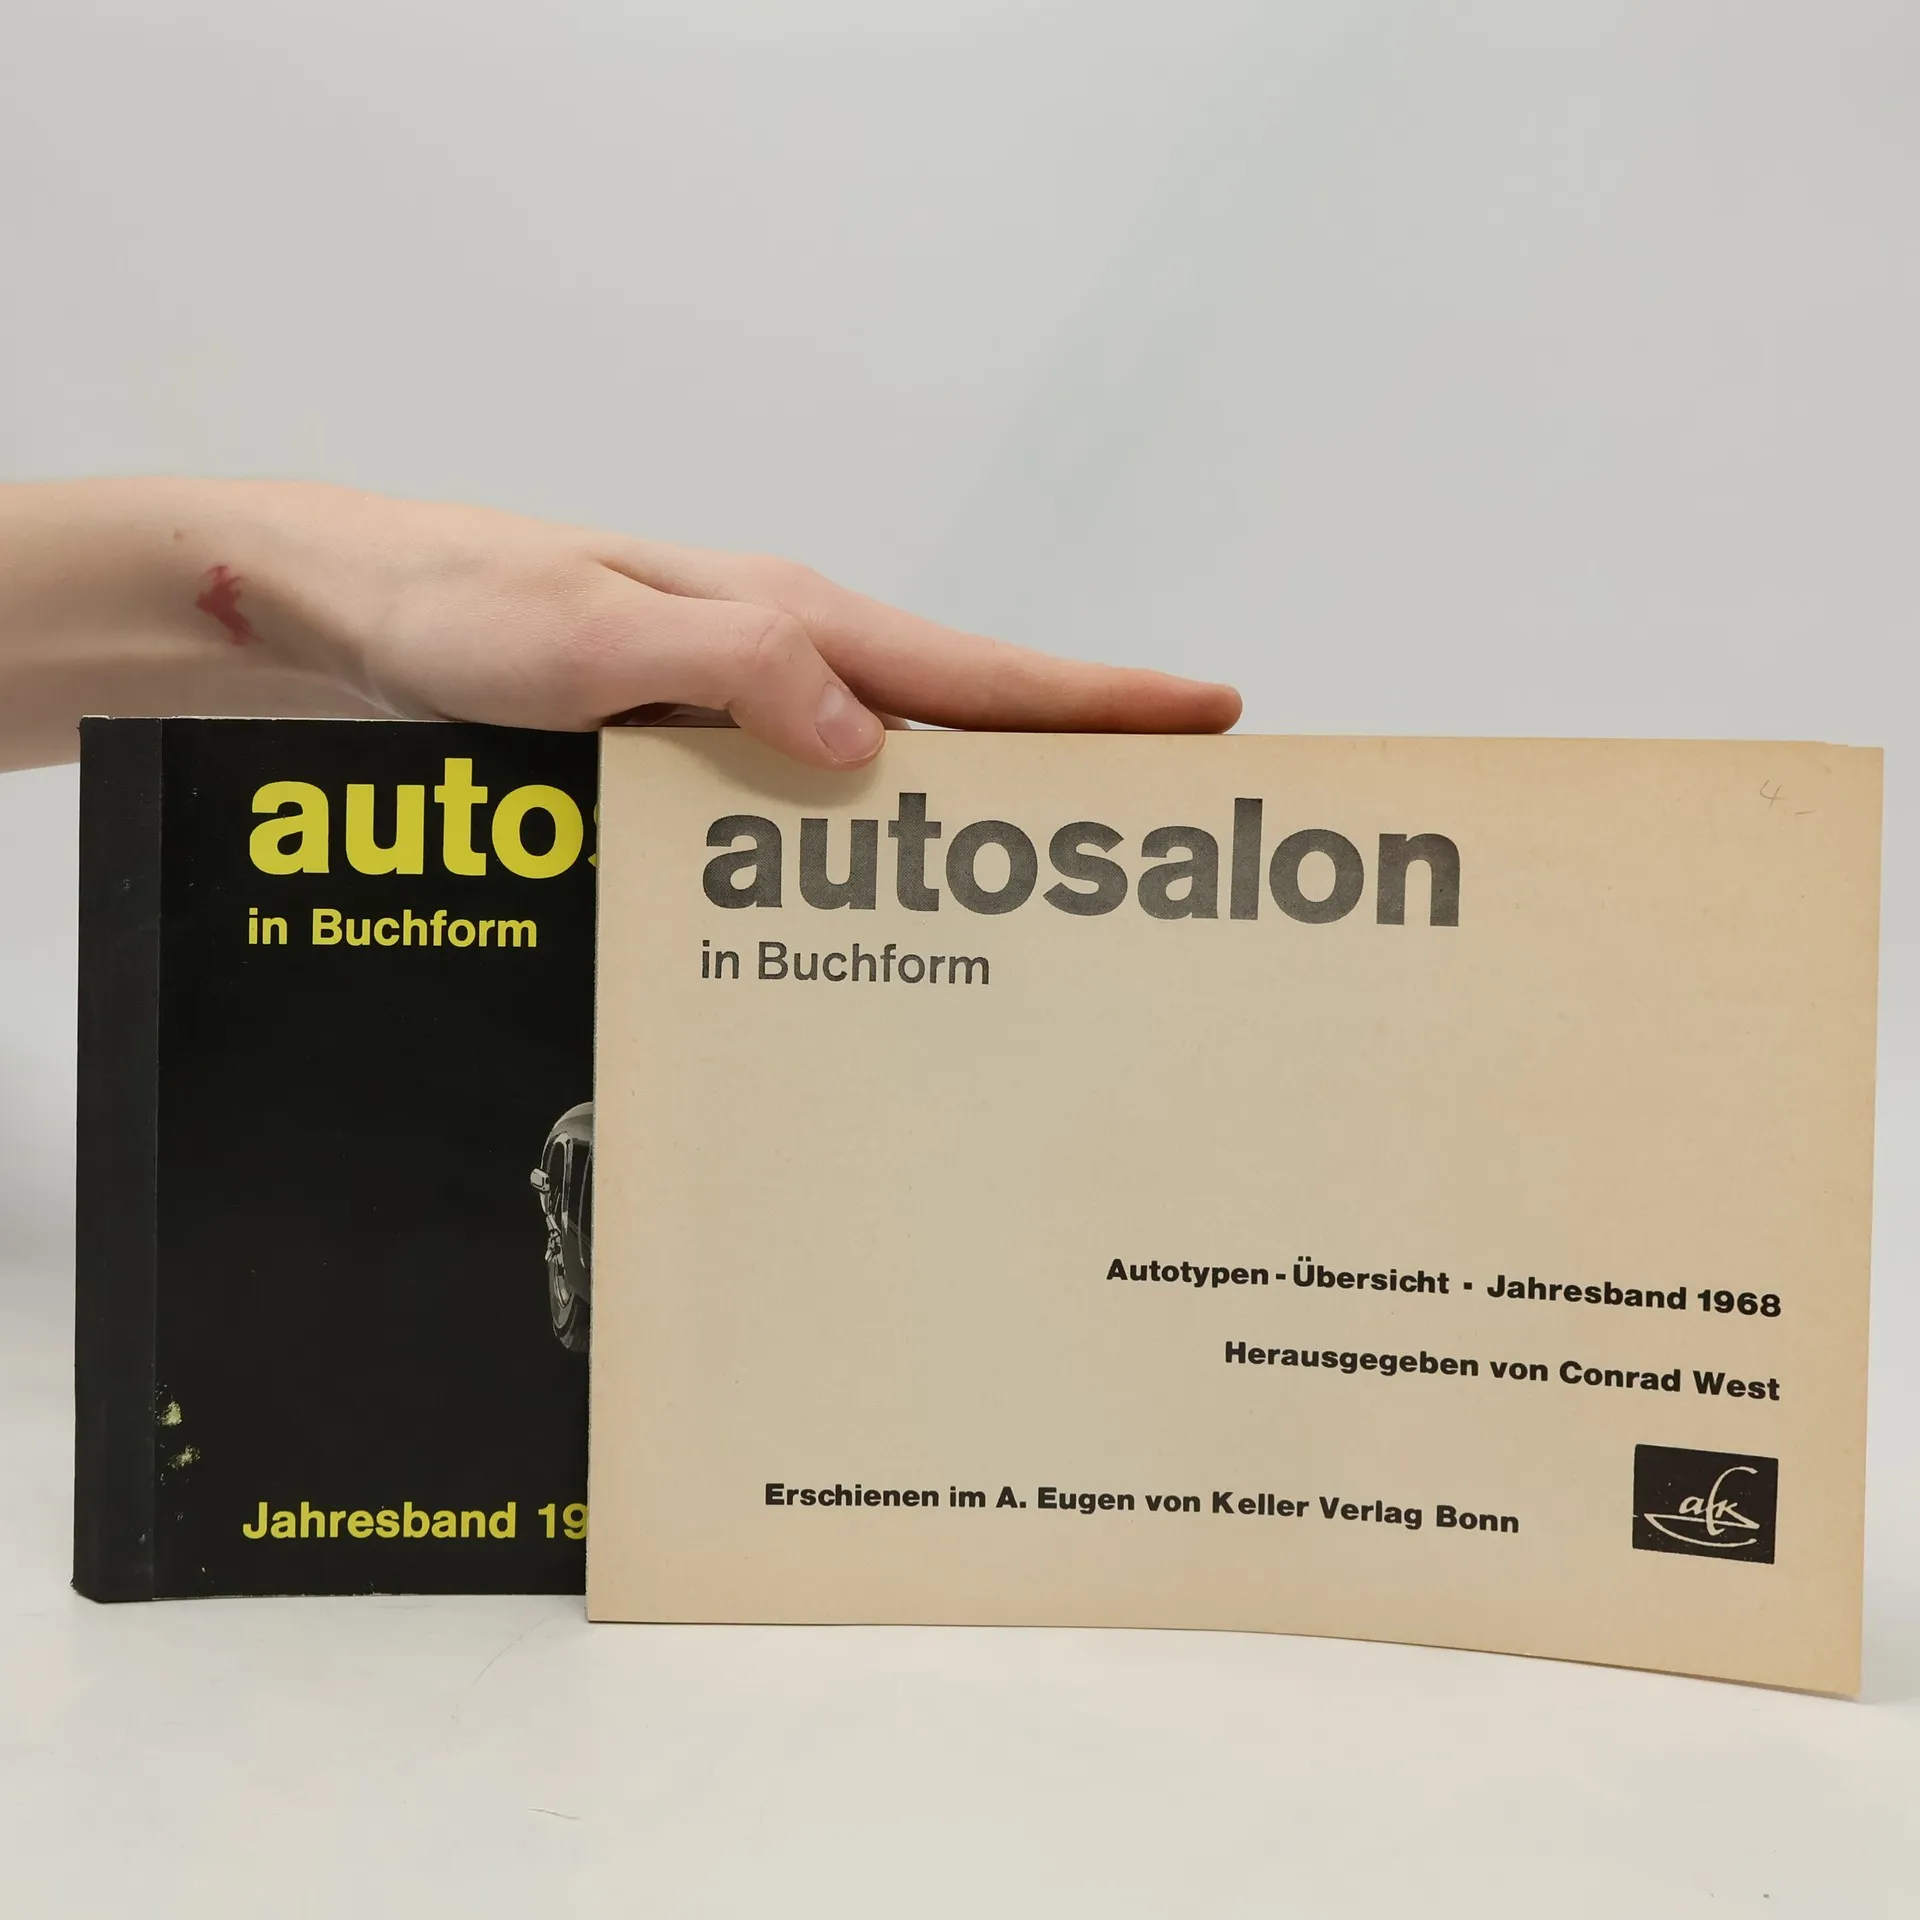 autos
in Buchform
Jahresband 19
autosalon
in Buchform
4.-
Autotypen-Übersicht · Jahresband 1968
Herausgegeben von Conrad West
Erschienen im A. Eugen von Keller Verlag Bonn
afk